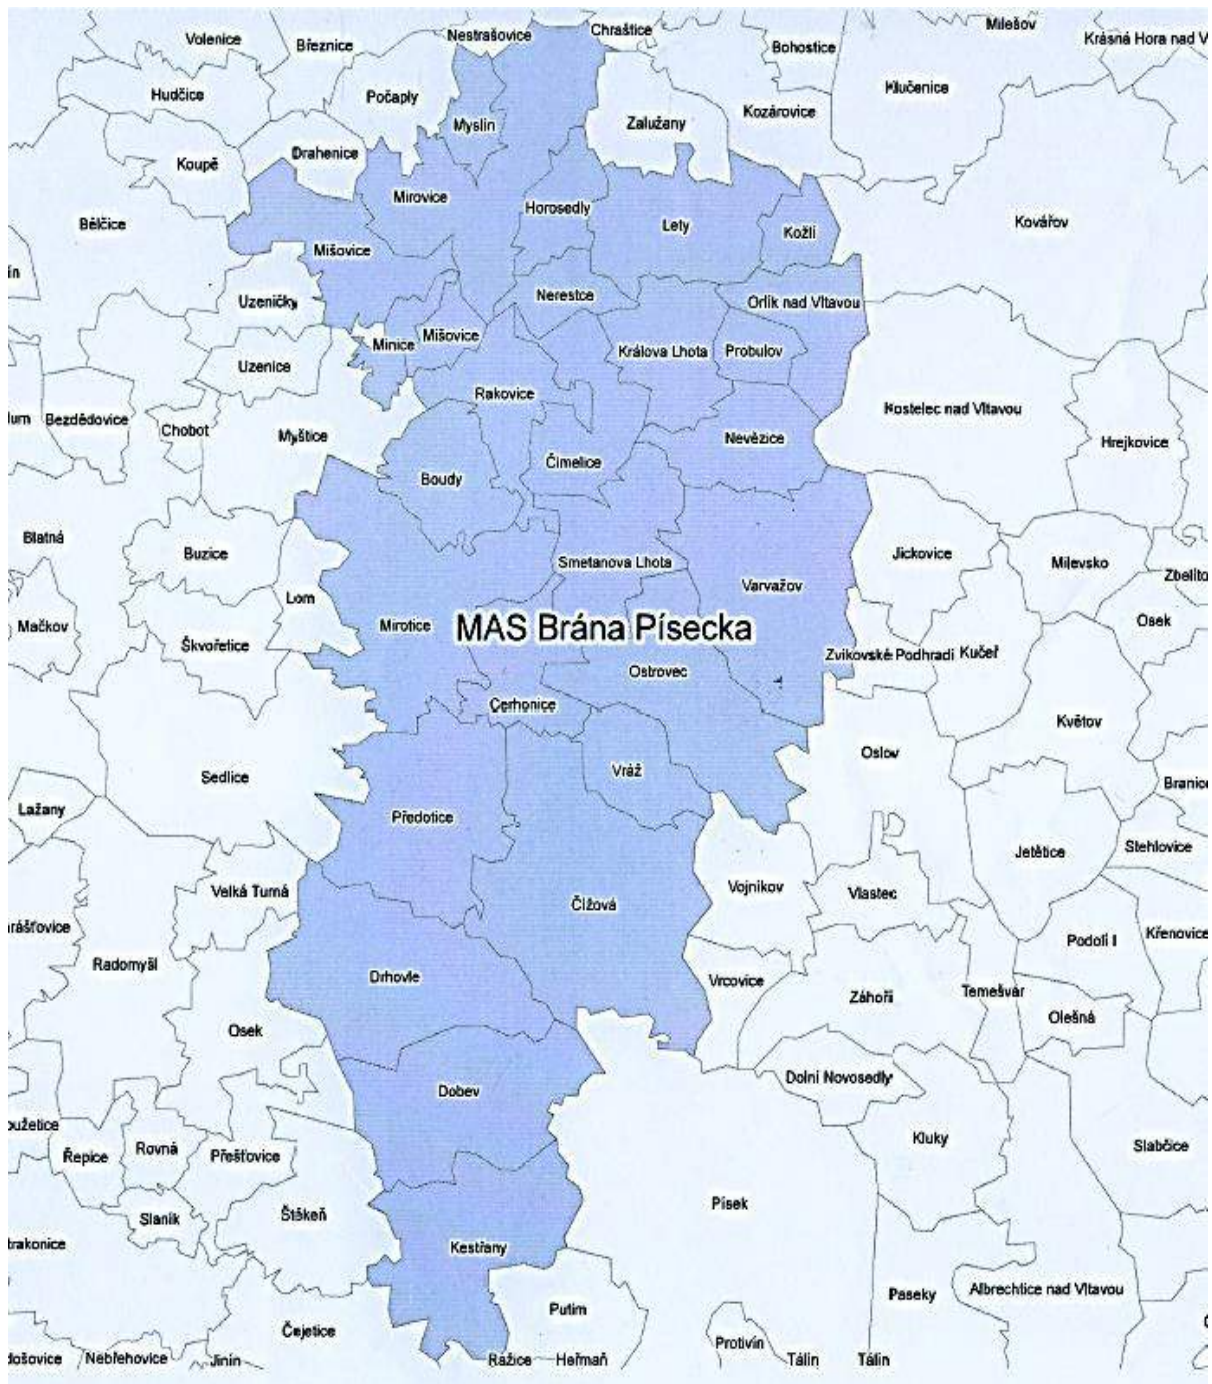 Volenice
Březnice
Nestrašovice
Chraštice
Bohostice
Milešov
Krásná Hora nad V
Hudčice
Počaply
Klučenice
Myslín
Zalužany
Kozárovice
Koupě
Drahenice
Mirovice
Horosedly
Lety
Kožlí
Kovářov
Bělčice
Mišovice
ín
Uzeničky
Nerestce
Orlík nad Vltavou
Minice
Mišovice
Králova Lhota
Probulov
Uzenice
Rakovice
Kostelec nad Vltavou
lum
Bezdědovice
Chobot
Myštice
Nevězice
Hrejkovice
Boudy
Čimelice
Blatná
Buzice
Smetanova Lhota
Varvažov
Jickovice
Milevsko
Zbelíto
Mačkov
Lom
Škvořetice
Mirotice
MAS Brána Písecka
Zvíkovské Podhradí
Kučeř
Osek
Ostrovec
Cerhonice
Květov
Sedlice
Vráž
Oslov
Branice
Lažany
Předotice
Stehlovice
Jetětice
Velká Turná
Vojníkov
Vlastec
Čížová
arášťovice
Podolí I
Křenovice
Radomyšl
Drhovle
Vrcovice
Záhoří
Temešvár
Olešná
Osek
Dobev
Dolní Novosedly
oužetice
Řepice
Rovná
Přešťovice
Kluky
Slabčice
Slaník
Štěkeň
Písek
trakonice
Kestřany
Putim
Paseky
Albrechtice nad Vltavou
Čejetice
Protivín
došovice
Nebřehovice
Jinín
Ražice
Heřmaň
Tálín
Tálín